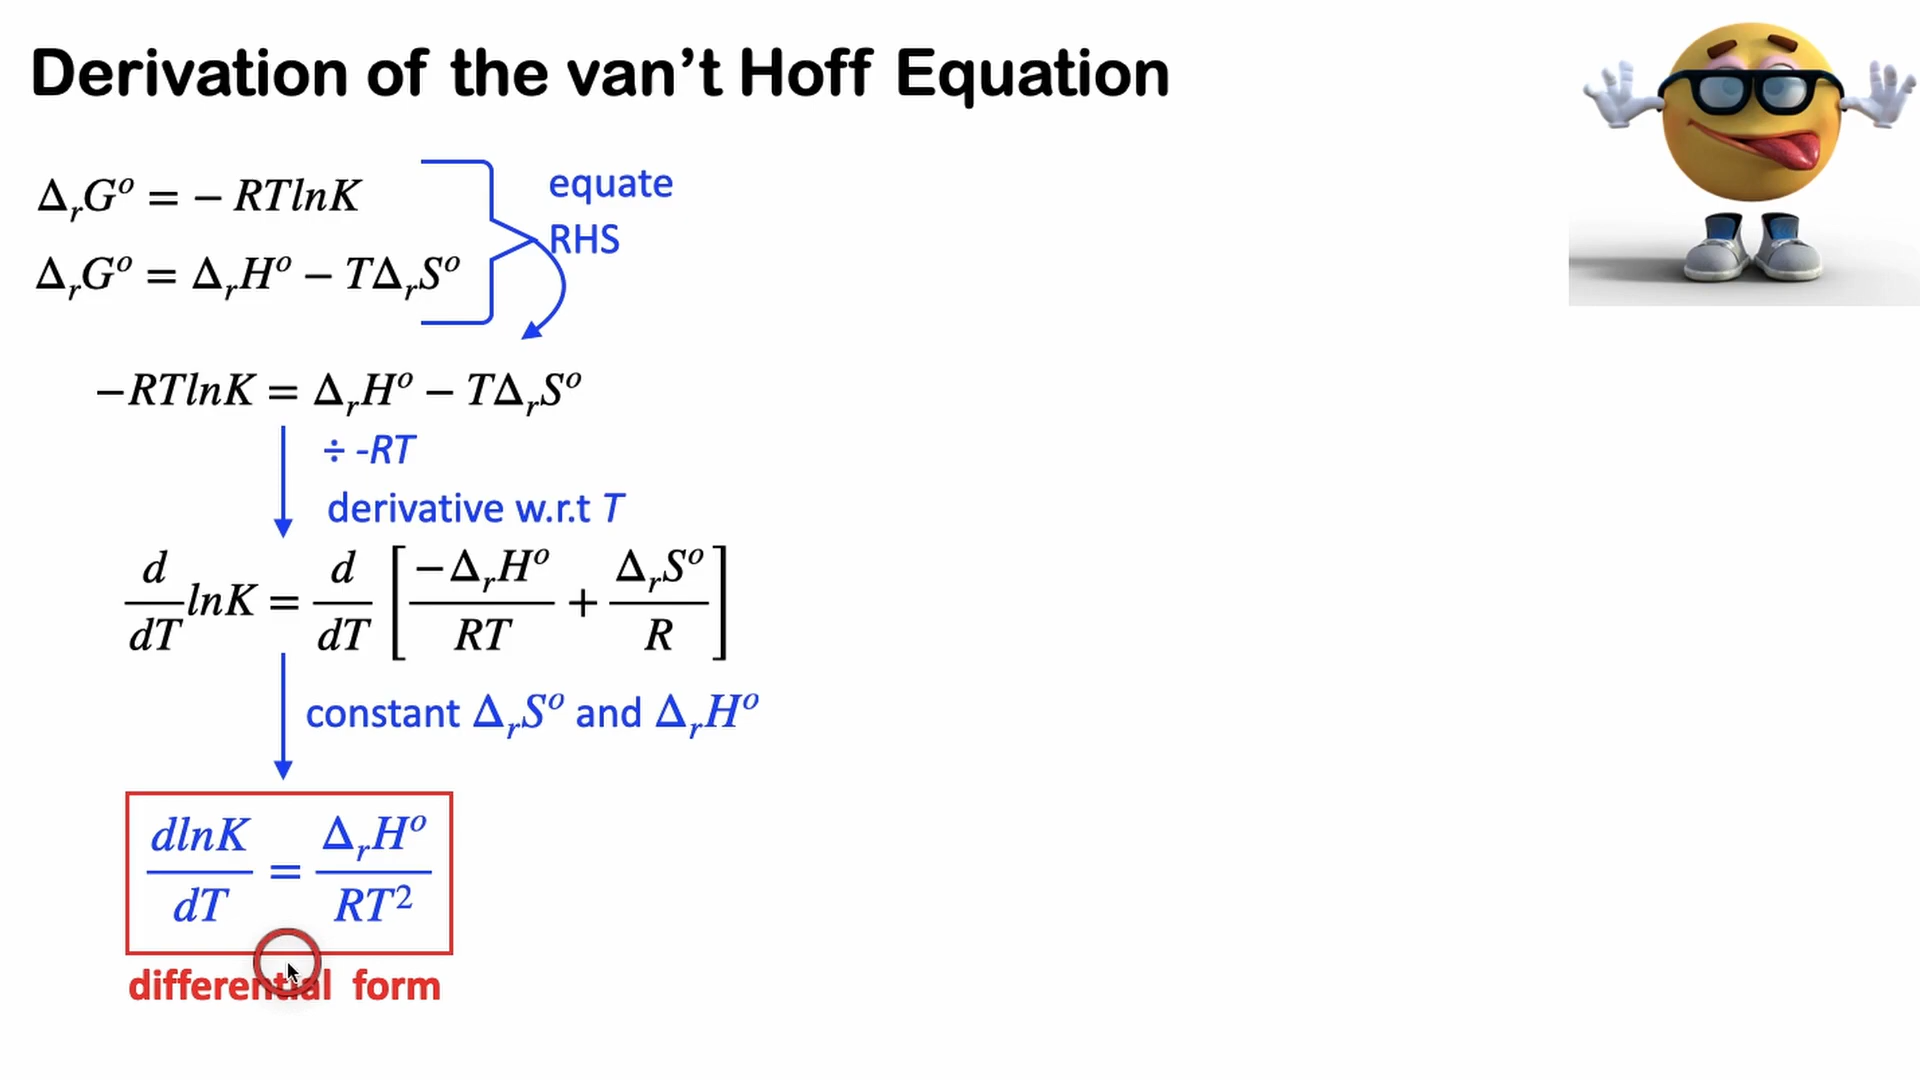 Derivation of the van’t Hoff Equation
ΔᵣG° = − RTlnK
ΔᵣG° = ΔᵣH° − TΔᵣS°
equate
RHS
−RTlnK = ΔᵣH° − TΔᵣS°
÷ -RT
derivative w.r.t T
d/dT lnK = d/dT [−ΔᵣH°/RT + ΔᵣS°/R]
constant ΔᵣS° and ΔᵣH°
dlnK/dT = ΔᵣH°/RT²
differential form